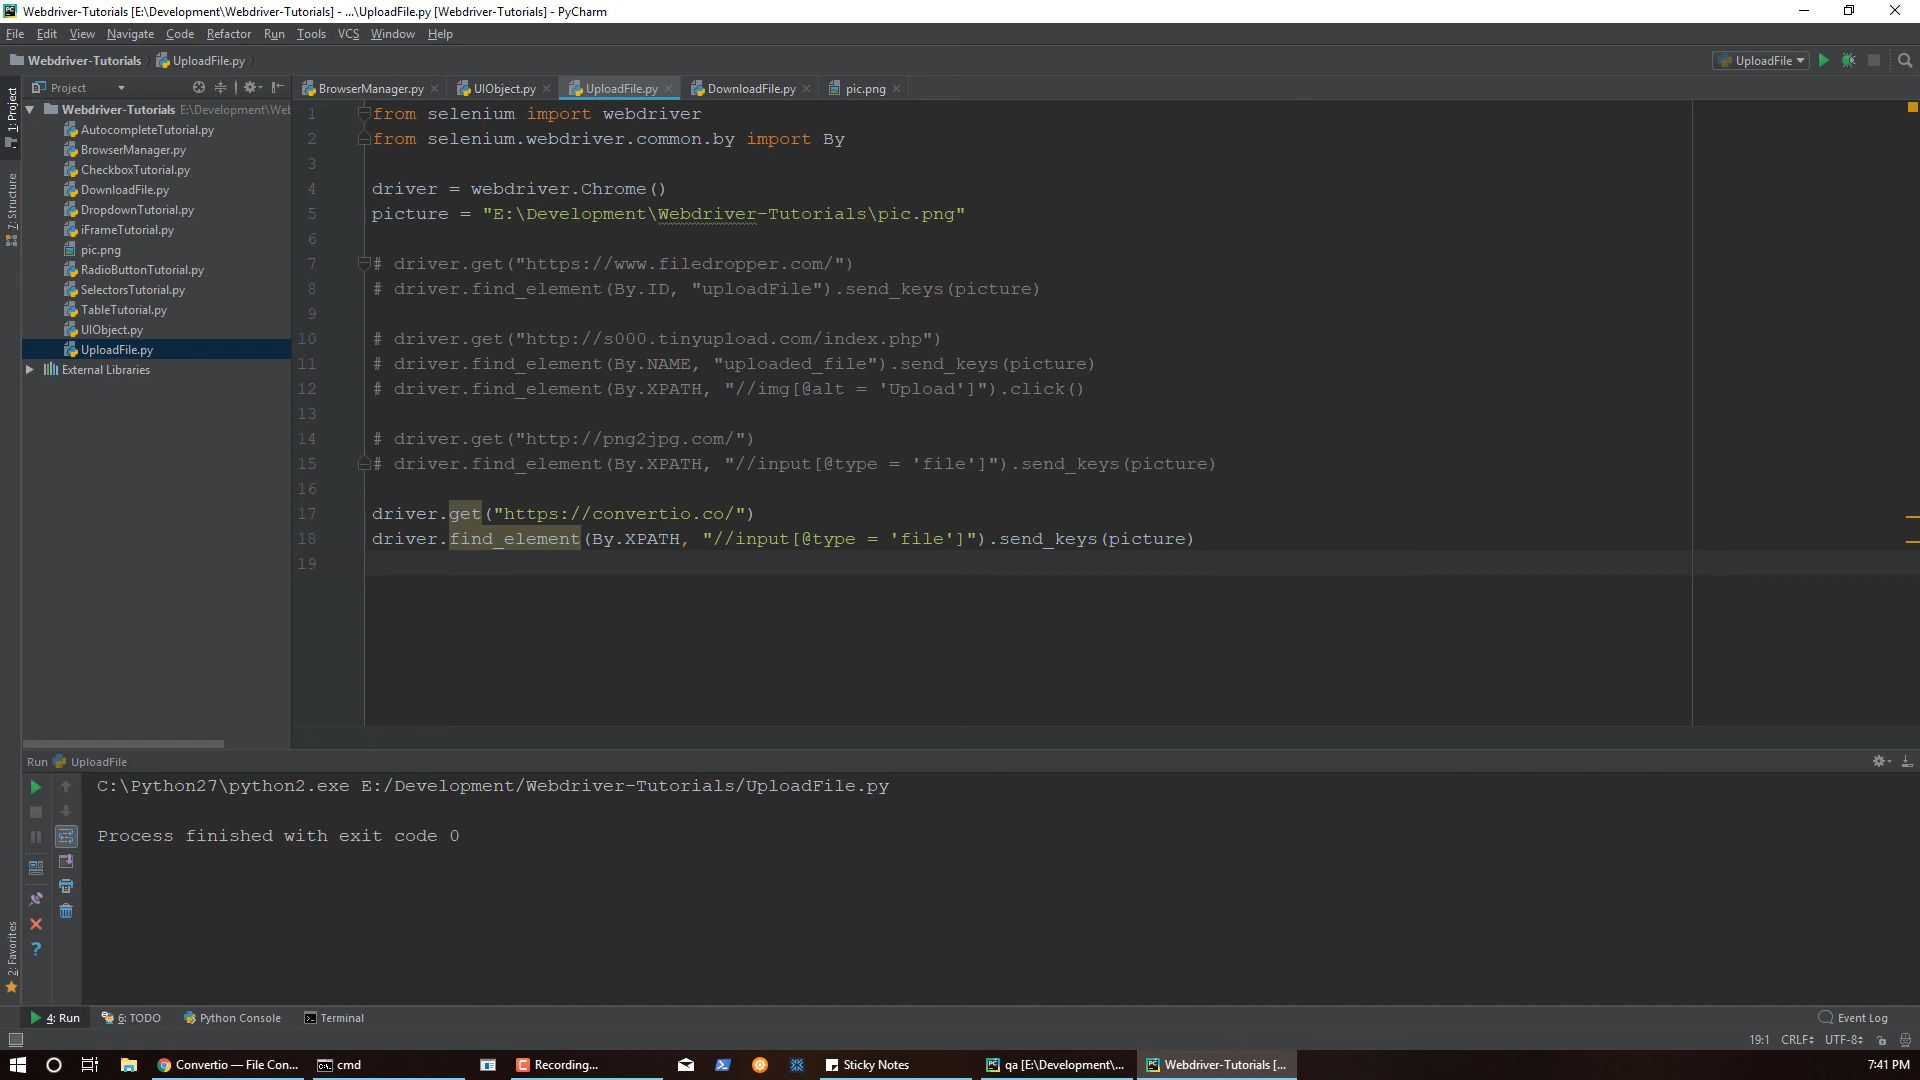 Webdriver-Tutorials [E:\Development\Webdriver-Tutorials] - ...\UploadFile.py [Webdriver-Tutorials] - PyCharm
File Edit View Navigate Code Refactor Run Tools VCS Window Help
Webdriver-Tutorials UploadFile.py
UploadFile
Project
BrowserManager.py UIObject.py UploadFile.py DownloadFile.py pic.png
1: Project
7: Structure
2: Favorites
Webdriver-Tutorials E:\Development\Web
AutocompleteTutorial.py
BrowserManager.py
CheckboxTutorial.py
DownloadFile.py
DropdownTutorial.py
iFrameTutorial.py
pic.png
RadioButtonTutorial.py
SelectorsTutorial.py
TableTutorial.py
UIObject.py
UploadFile.py
External Libraries
1 from selenium import webdriver
2 from selenium.webdriver.common.by import By
3
4 driver = webdriver.Chrome()
5 picture = "E:\Development\Webdriver-Tutorials\pic.png"
6
7 # driver.get("https://www.filedropper.com/")
8 # driver.find_element(By.ID, "uploadFile").send_keys(picture)
9
10 # driver.get("http://s000.tinyupload.com/index.php")
11 # driver.find_element(By.NAME, "uploaded_file").send_keys(picture)
12 # driver.find_element(By.XPATH, "//img[@alt = 'Upload']").click()
13
14 # driver.get("http://png2jpg.com/")
15 # driver.find_element(By.XPATH, "//input[@type = 'file']").send_keys(picture)
16
17 driver.get("https://convertio.co/")
18 driver.find_element(By.XPATH, "//input[@type = 'file']").send_keys(picture)
19
Run UploadFile
C:\Python27\python2.exe E:/Development/Webdriver-Tutorials/UploadFile.py
Process finished with exit code 0
4: Run 6: TODO Python Console Terminal Event Log
19:1 CRLF UTF-8
Convertio — File Con... cmd Recording... Sticky Notes qa [E:\Development\... Webdriver-Tutorials [... 7:41 PM